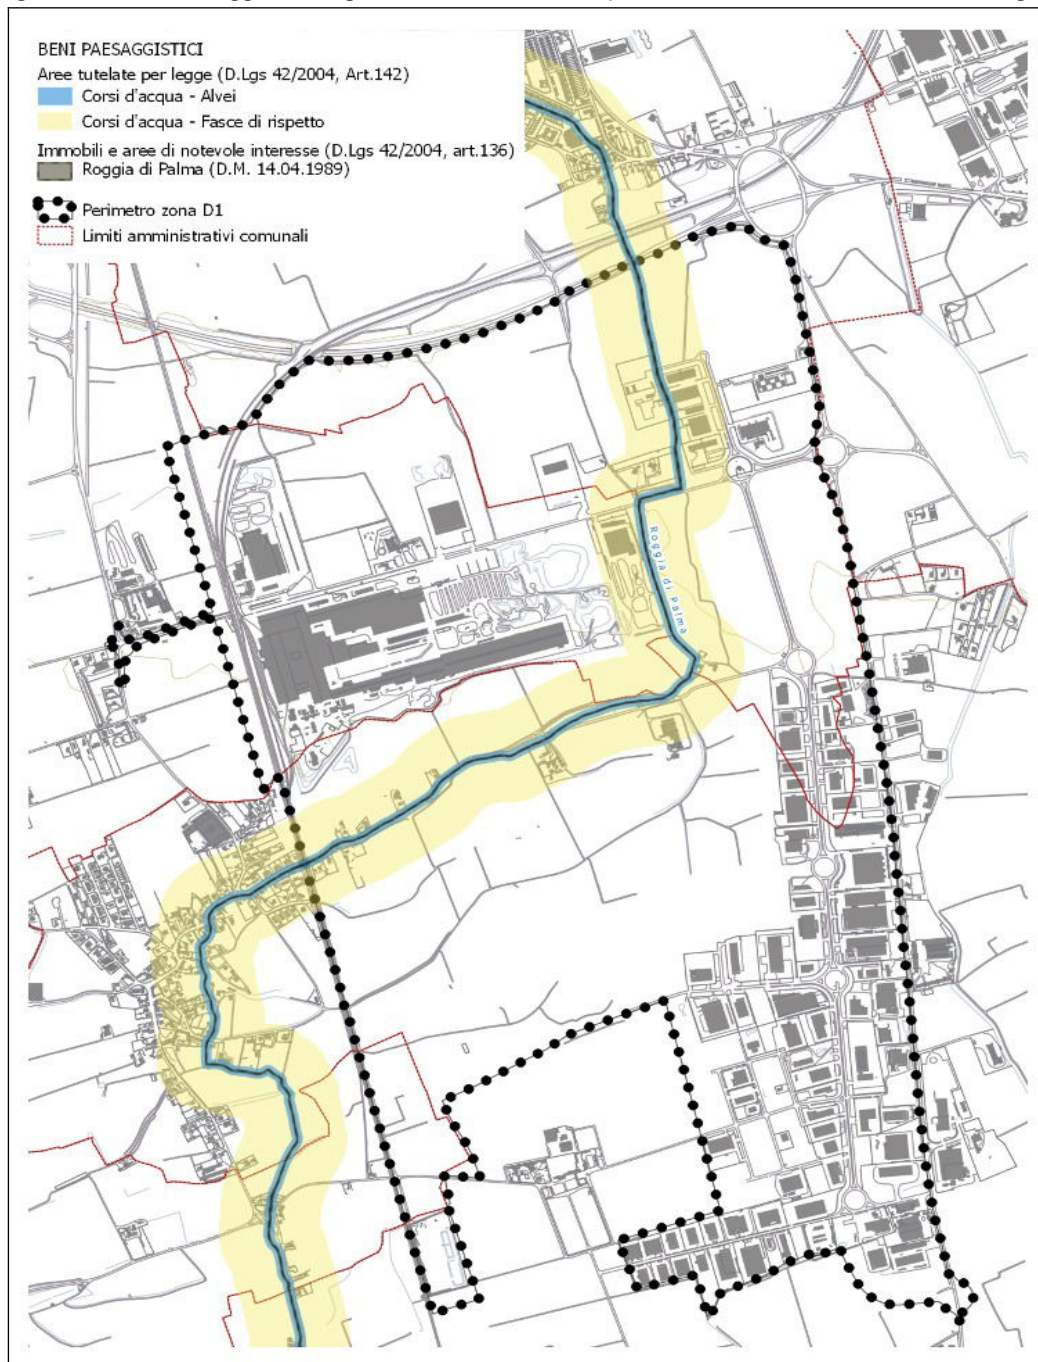 BENI PAESAGGISTICI
Aree tutelate per legge (D.Lgs 42/2004, Art.142)
Corsi d'acqua - Alvei
Corsi d'acqua - Fasce di rispetto
Immobili e aree di notevole interesse (D.Lgs 42/2004, art.136)
Roggia di Palma (D.M. 14.04.1989)
Perimetro zona D1
Limiti amministrativi comunali
Roggia di Palma